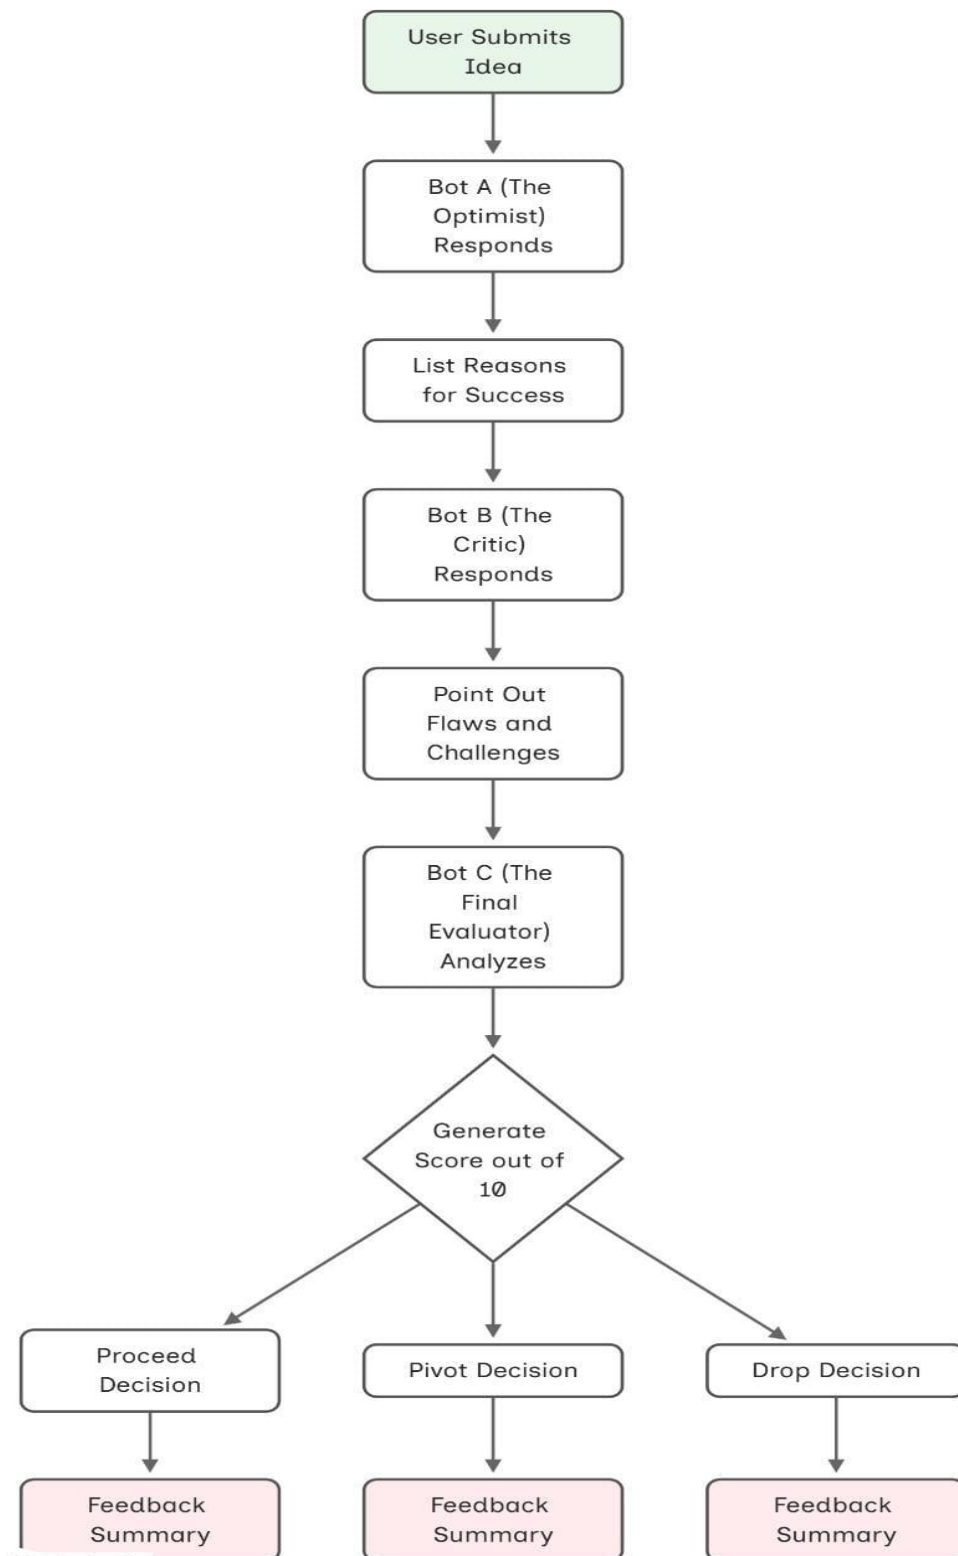 User Submits
Idea
Bot A (The
Optimist)
Responds
List Reasons
for Success
Bot B (The
Critic)
Responds
Point Out
Flaws and
Challenges
Bot C (The
Final
Evaluator)
Analyzes
Generate
Score out of
10
Proceed
Decision
Pivot Decision
Drop Decision
Feedback
Summary
Feedback
Summary
Feedback
Summary